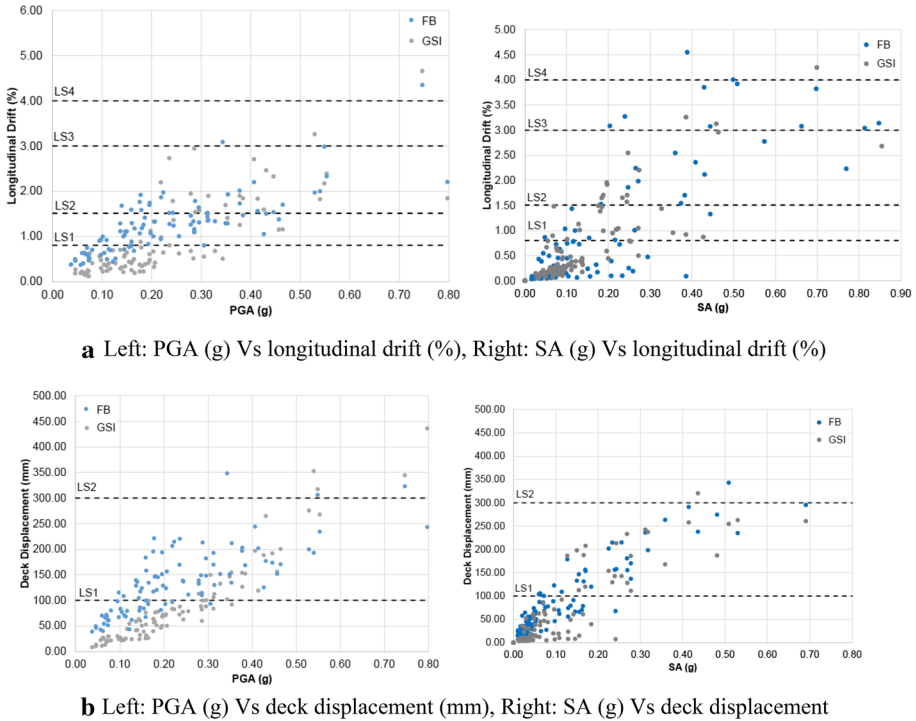 6.00
5.00
4.00
3.00
2.00
1.00
0.00
Longitudinal Drift (%)
LS4
LS3
LS2
LS1
FB
GSI
0.00 0.10 0.20 0.30 0.40 0.50 0.60 0.70 0.80
PGA (g)
5.00
4.50
4.00
3.50
3.00
2.50
2.00
1.50
1.00
0.50
0.00
Longitudinal Drift (%)
LS4
LS3
LS2
LS1
FB
GSI
0.00 0.10 0.20 0.30 0.40 0.50 0.60 0.70 0.80 0.90
SA (g)
a Left: PGA (g) Vs longitudinal drift (%), Right: SA (g) Vs longitudinal drift (%)
500.00
450.00
400.00
350.00
300.00
250.00
200.00
150.00
100.00
50.00
0.00
Deck Displacement (mm)
FB
GSI
LS2
LS1
0.00 0.10 0.20 0.30 0.40 0.50 0.60 0.70 0.80
PGA (g)
500.00
450.00
400.00
350.00
300.00
250.00
200.00
150.00
100.00
50.00
0.00
Deck Displacement (mm)
FB
GSI
LS2
LS1
0.00 0.10 0.20 0.30 0.40 0.50 0.60 0.70 0.80
SA (g)
b Left: PGA (g) Vs deck displacement (mm), Right: SA (g) Vs deck displacement